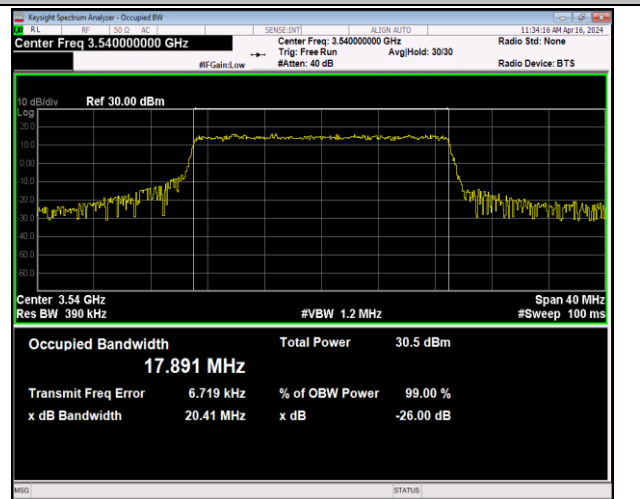 Keysight Spectrum Analyzer - Occupied BW
RL RF 50 Ω AC SENSE:INT ALIGN AUTO 11:34:16 AM Apr 16, 2024
Center Freq 3.540000000 GHz
Center Freq: 3.540000000 GHz
Radio Std: None
Trig: Free Run Avg|Hold: 30/30
#IFGain:Low #Atten: 40 dB Radio Device: BTS
10 dB/div Ref 30.00 dBm
Log
20.0
10.0
0.00
-10.0
-20.0
-30.0
-40.0
-50.0
-60.0
Center 3.54 GHz Span 40 MHz
Res BW 390 kHz #VBW 1.2 MHz #Sweep 100 ms
Occupied Bandwidth Total Power 30.5 dBm
17.891 MHz
Transmit Freq Error 6.719 kHz % of OBW Power 99.00 %
x dB Bandwidth 20.41 MHz x dB -26.00 dB
MSG STATUS